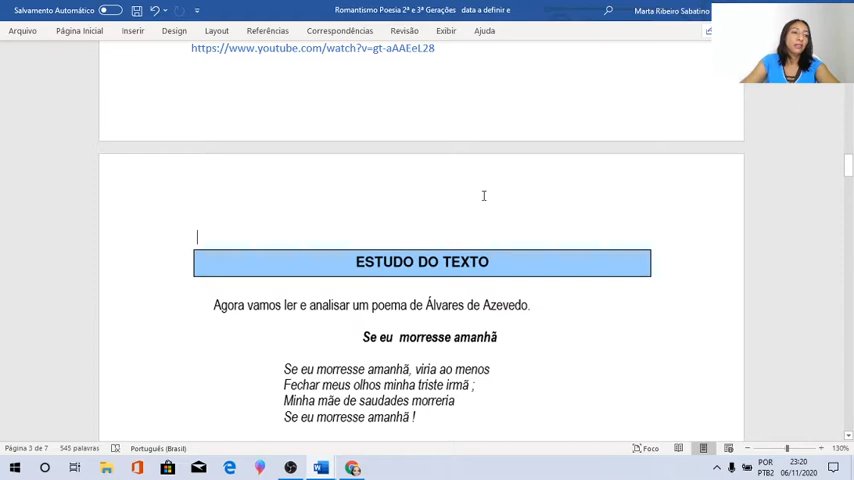 Salvamento Automático
Romantismo Poesia 2ª e 3ª Gerações data a definir e
Marta Ribeiro Sabatino
Arquivo Página Inicial Inserir Design Layout Referências Correspondências Revisão Exibir Ajuda
https://www.youtube.com/watch?v=gt-aAAEeL28
ESTUDO DO TEXTO
Agora vamos ler e analisar um poema de Álvares de Azevedo.
Se eu morresse amanhã
Se eu morresse amanhã, viria ao menos
Fechar meus olhos minha triste irmã ;
Minha mãe de saudades morreria
Se eu morresse amanhã !
Página 3 de 7 545 palavras Português (Brasil) Foco 130%
POR 23:20
PTB2 06/11/2020